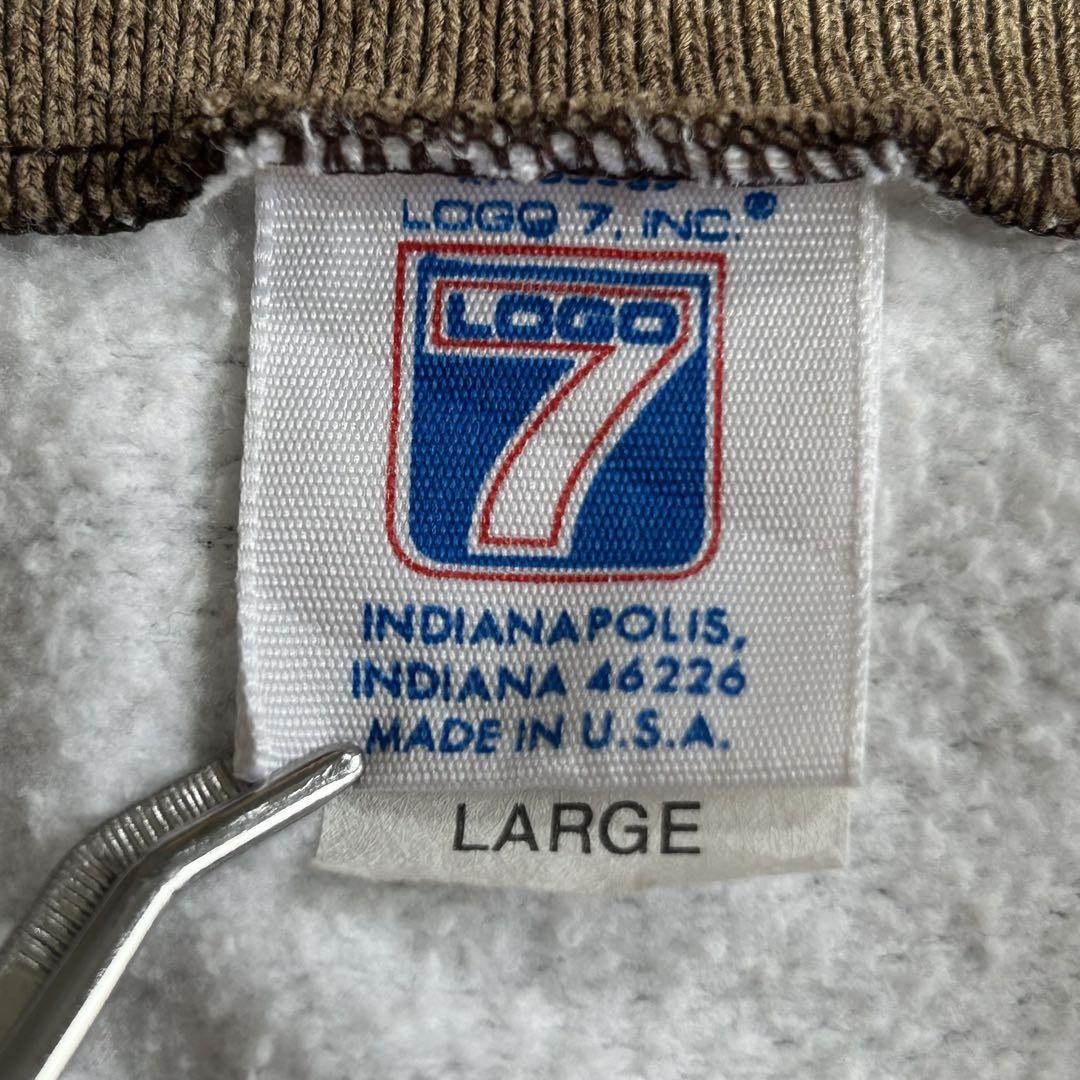 LOGO 7, INC.®
LOGO
7
INDIANAPOLIS,
INDIANA 46226
MADE IN U.S.A.
LARGE